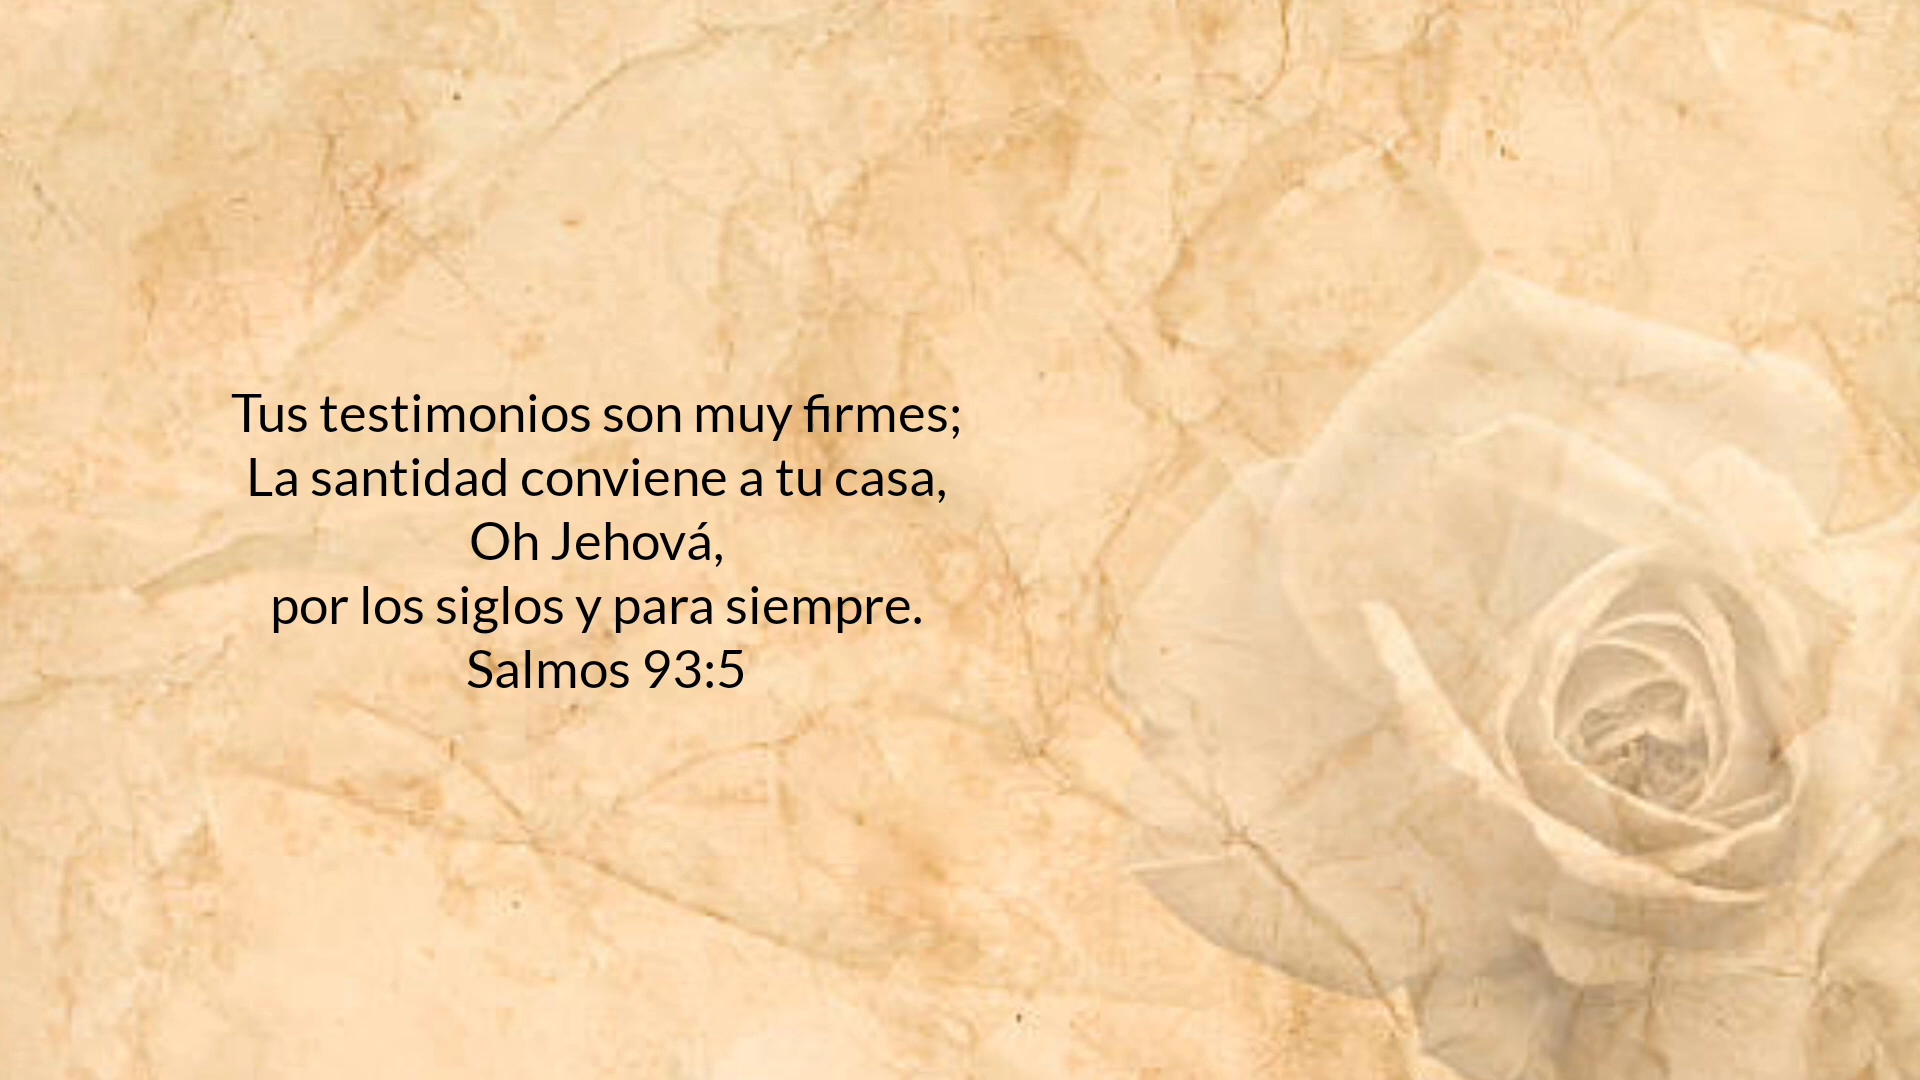 Tus testimonios son muy firmes;
La santidad conviene a tu casa,
Oh Jehová,
por los siglos y para siempre.
Salmos 93:5